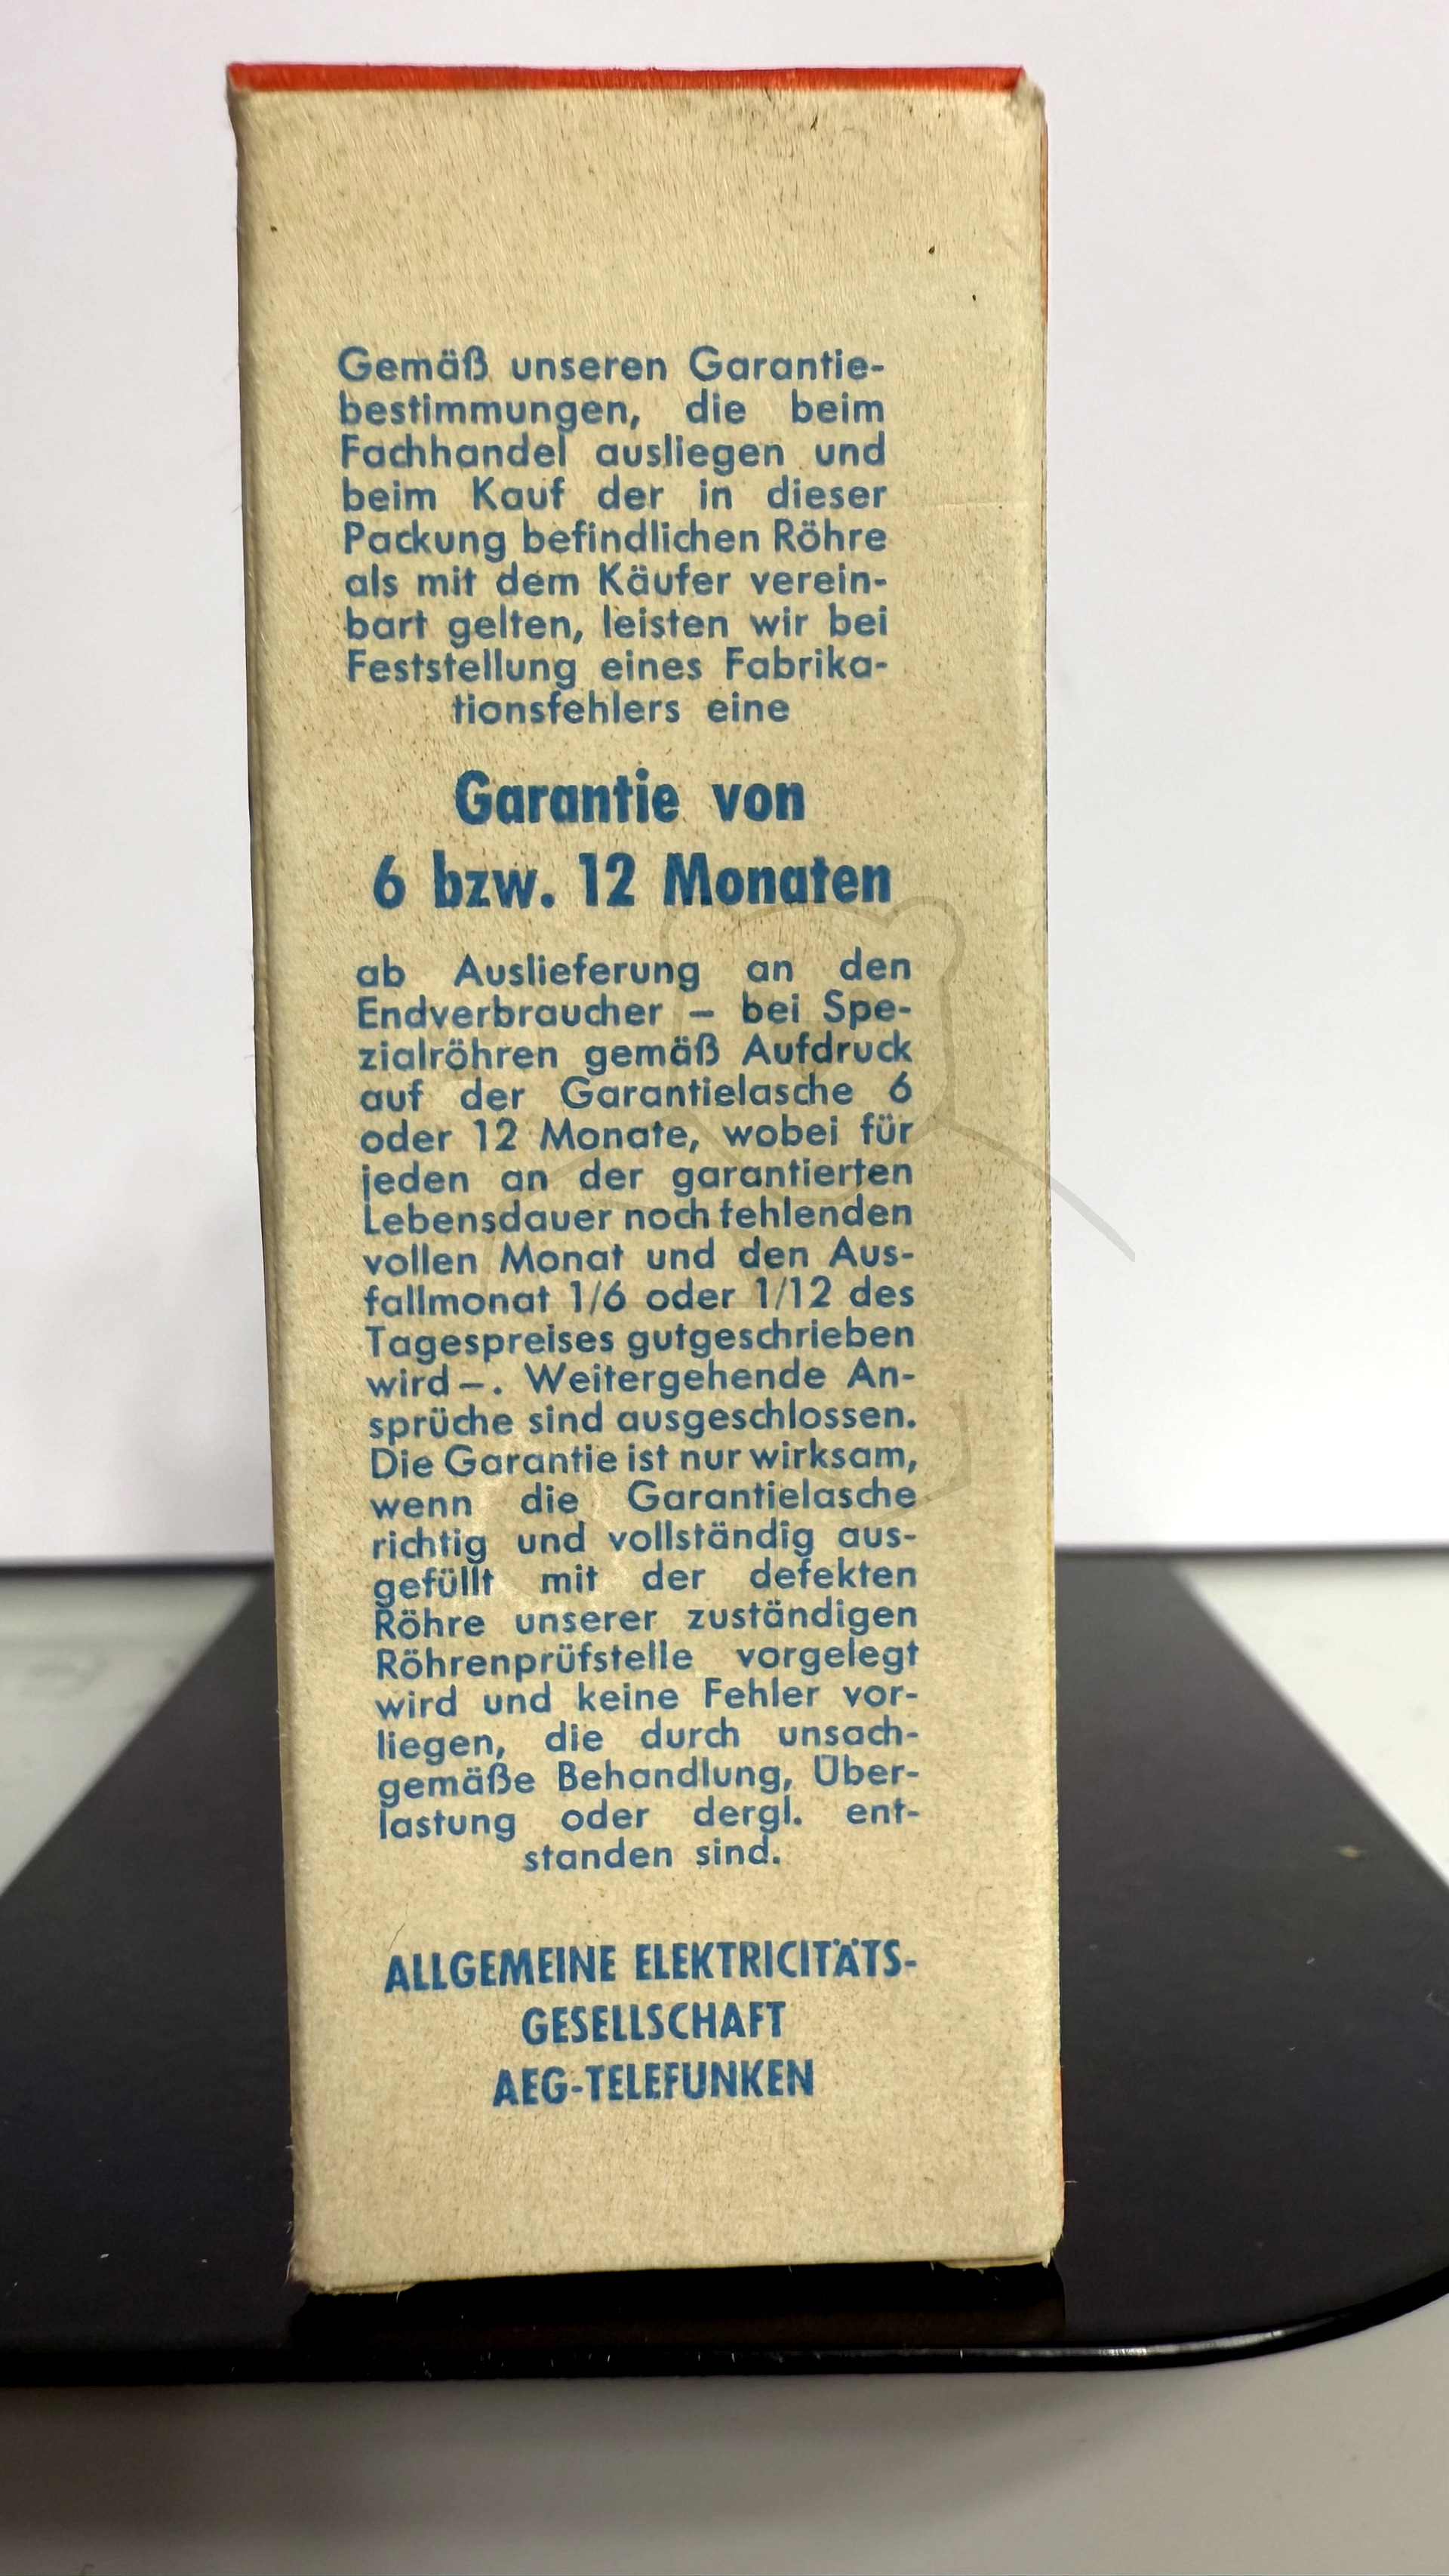 Gemäß unseren Garantie-
bestimmungen, die beim
Fachhandel ausliegen und
beim Kauf der in dieser
Packung befindlichen Röhre
als mit dem Käufer verein-
bart gelten, leisten wir bei
Feststellung eines Fabrika-
tionsfehlers eine
Garantie von
6 bzw. 12 Monaten
ab Auslieferung an den
Endverbraucher – bei Spe-
zialröhren gemäß Aufdruck
auf der Garantielasche 6
oder 12 Monate, wobei für
jeden an der garantierten
Lebensdauer noch fehlenden
vollen Monat und den Aus-
fallmonat 1/6 oder 1/12 des
Tagespreises gutgeschrieben
wird –. Weitergehende An-
sprüche sind ausgeschlossen.
Die Garantie ist nur wirksam,
wenn die Garantielasche
richtig und vollständig aus-
gefüllt mit der defekten
Röhre unserer zuständigen
Röhrenprüfstelle vorgelegt
wird und keine Fehler vor-
liegen, die durch unsach-
gemäße Behandlung, Über-
lastung oder dergl. ent-
standen sind.
ALLGEMEINE ELEKTRICITÄTS-
GESELLSCHAFT
AEG-TELEFUNKEN